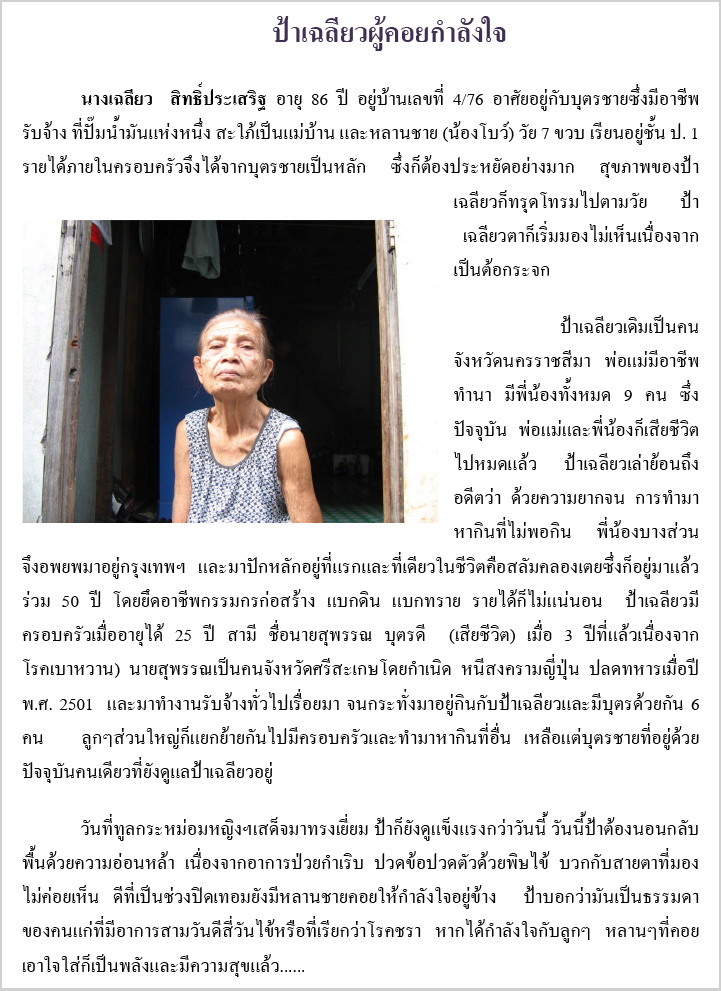 ป้าเฉลียวผู้คอยกำลังใจ
นางเฉลียว สิทธิ์ประเสริฐ อายุ 86 ปี อยู่บ้านเลขที่ 4/76 อาศัยอยู่กับบุตรชายซึ่งมีอาชีพ
รับจ้าง ที่ปั๊มน้ำมันแห่งหนึ่ง สะใภ้เป็นแม่บ้าน และหลานชาย (น้องโบว์) วัย 7 ขวบ เรียนอยู่ชั้น ป. 1
รายได้ภายในครอบครัวจึงได้จากบุตรชายเป็นหลัก ซึ่งก็ต้องประหยัดอย่างมาก สุขภาพของป้า
เฉลียวก็ทรุดโทรมไปตามวัย ป้า
เฉลียวตาก็เริ่มมองไม่เห็นเนื่องจาก
เป็นต้อกระจก
ป้าเฉลียวเดิมเป็นคน
จังหวัดนครราชสีมา พ่อแม่มีอาชีพ
ทำนา มีพี่น้องทั้งหมด 9 คน ซึ่ง
ปัจจุบัน พ่อแม่และพี่น้องก็เสียชีวิต
ไปหมดแล้ว ป้าเฉลียวเล่าย้อนถึง
อดีตว่า ด้วยความยากจน การทำมา
หากินที่ไม่พอกิน พี่น้องบางส่วน
จึงอพยพมาอยู่กรุงเทพฯ และมาปักหลักอยู่ที่แรกและที่เดียวในชีวิตคือสลัมคลองเตยซึ่งก็อยู่มาแล้ว
ร่วม 50 ปี โดยยึดอาชีพกรรมกรก่อสร้าง แบกดิน แบกทราย รายได้ก็ไม่แน่นอน ป้าเฉลียวมี
ครอบครัวเมื่ออายุได้ 25 ปี สามี ชื่อนายสุพรรณ บุตรดี (เสียชีวิต) เมื่อ 3 ปีที่แล้วเนื่องจาก
โรคเบาหวาน) นายสุพรรณเป็นคนจังหวัดศรีสะเกษโดยกำเนิด หนีสงครามญี่ปุ่น ปลดทหารเมื่อปี
พ.ศ. 2501 และมาทำงานรับจ้างทั่วไปเรื่อยมา จนกระทั่งมาอยู่กินกับป้าเฉลียวและมีบุตรด้วยกัน 6
คน ลูกๆส่วนใหญ่ก็แยกย้ายกันไปมีครอบครัวและทำมาหากินที่อื่น เหลือแต่บุตรชายที่อยู่ด้วย
ปัจจุบันคนเดียวที่ยังดูแลป้าเฉลียวอยู่
วันที่ทูลกระหม่อมหญิงฯเสด็จมาทรงเยี่ยม ป้าก็ยังดูแข็งแรงกว่าวันนี้ วันนี้ป้าต้องนอนกลับ
พื้นด้วยความอ่อนหล้า เนื่องจากอาการป่วยกำเริบ ปวดข้อปวดตัวด้วยพิษไข้ บวกกับสายตาที่มอง
ไม่ค่อยเห็น ดีที่เป็นช่วงปิดเทอมยังมีหลานชายคอยให้กำลังใจอยู่ข้าง ป้าบอกว่ามันเป็นธรรมดา
ของคนแก่ที่มีอาการสามวันดีสี่วันไข้หรือที่เรียกว่าโรคชรา หากได้กำลังใจกับลูกๆ หลานๆที่คอย
เอาใจใส่ก็เป็นพลังและมีความสุขแล้ว......